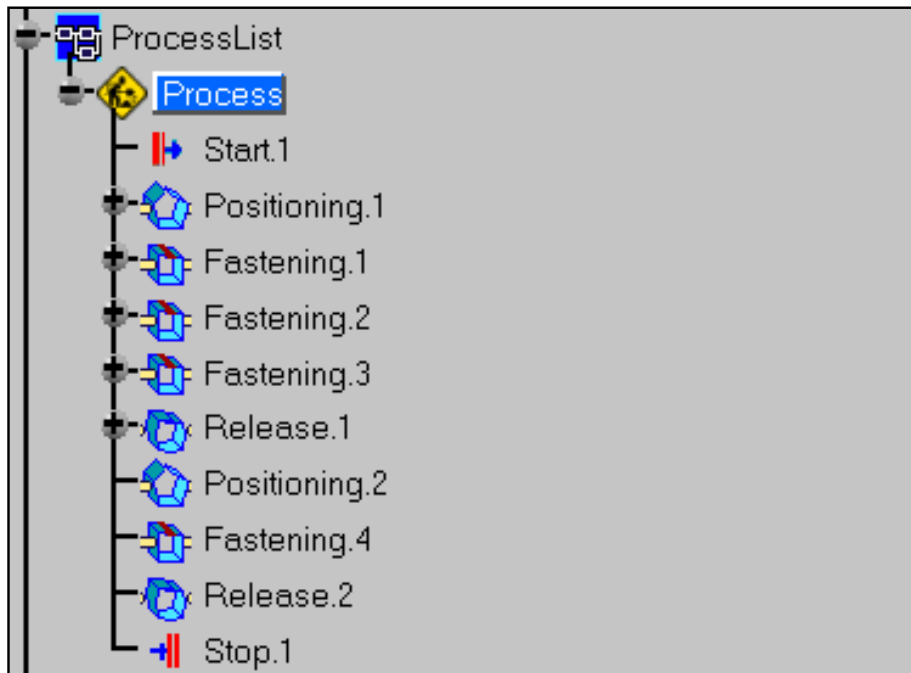 ProcessList
Process
Start.1
Positioning.1
Fastening.1
Fastening.2
Fastening.3
Release.1
Positioning.2
Fastening.4
Release.2
Stop.1